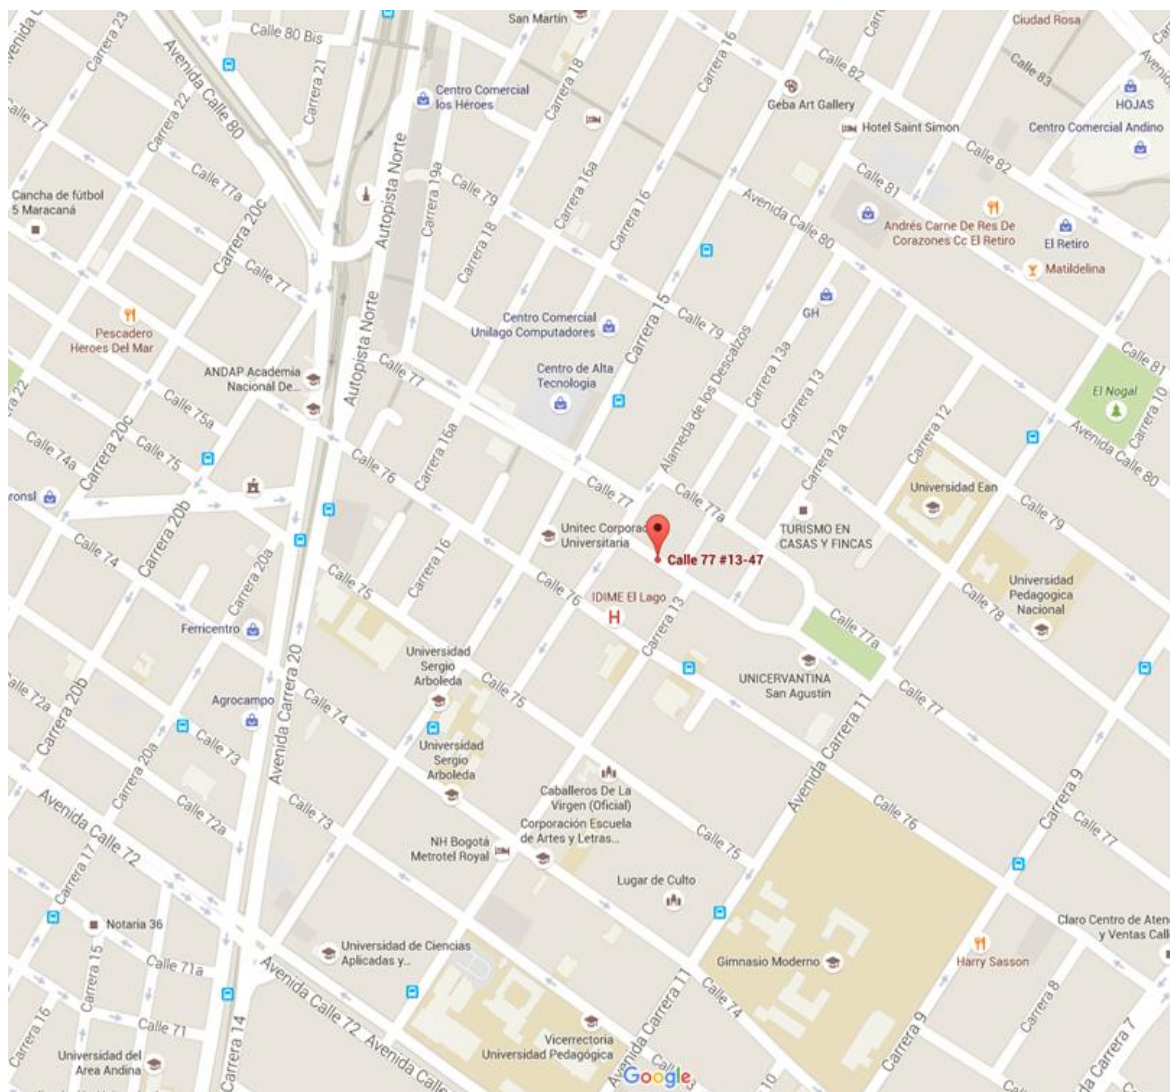 Avenida Calle 80
Carrera 23
Calle 80 Bis
San Martín
Ciudad Rosa
Carrera 22
Carrera 21
Carrera 18
Carrera 16
Calle 82
Calle 83
Centro Comercial
los Héroes
Geba Art Gallery
HOJAS
Hotel Saint Simon
Centro Comercial Andino
Calle 77
Calle 77a
Autopista Norte
Carrera 19a
Calle 79
Carrera 16a
Carrera 16
Calle 81
Calle 82
Cancha de fútbol
5 Maracaná
Carrera 20c
Carrera 18
Avenida Calle 80
Andrés Carne De Res De
Corazones Cc El Retiro
El Retiro
Matildelina
Calle 77
Autopista Norte
Centro Comercial
Unilago Computadores
Carrera 15
Calle 79
GH
Pescadero
Heroes Del Mar
ANDAP Academia
Nacional De...
Calle 77
Centro de Alta
Tecnologia
Alameda de los Descalzos
Carrera 13a
Carrera 13
Calle 81
El Nogal
Carrera 10
Avenida Calle 80
Calle 75a
Calle 75
Calle 74a
Carrera 20c
Carrera 16a
Calle 76
Carrera 12a
Carrera 12
Calle 77
Calle 77a
Universidad Ean
Calle 79
TURISMO EN
CASAS Y FINCAS
Unitec Corporac
Universitaria
Calle 77 #13-47
Calle 74
Carrera 20b
Carrera 20a
Carrera 16
Calle 75
Calle 76
IDIME El Lago
Carrera 13
Calle 77a
Calle 78
Universidad
Pedagogica
Nacional
Ferricentro
Avenida Carrera 20
Universidad
Sergio
Arboleda
UNICERVANTINA
San Agustín
Calle 72a
Carrera 20b
Agrocampo
Calle 74
Calle 75
Calle 77
Avenida Carrera 11
Calle 73
Carrera 20a
Universidad
Sergio
Arboleda
Carrera 9
Caballeros De La
Virgen (Oficial)
Avenida Calle 72
Calle 72a
Calle 73
Corporación Escuela
de Artes y Letras...
NH Bogotá
Metrotel Royal
Calle 75
Calle 76
Calle 77
Carrera 17
Lugar de Culto
Notaria 36
Universidad de Ciencias
Aplicadas y...
Claro Centro de Aten
y Ventas Call
Carrera 15
Calle 71a
Gimnasio Moderno
Harry Sasson
Avenida Calle 72
Avenida Carrera 11
Calle 74
Carrera 9
Carrera 8
Carrera 7
Carrera 16
Calle 71
Carrera 14
Vicerrectoria
Universidad Pedagógica
Universidad del
Area Andina
Avenida Calle
Google